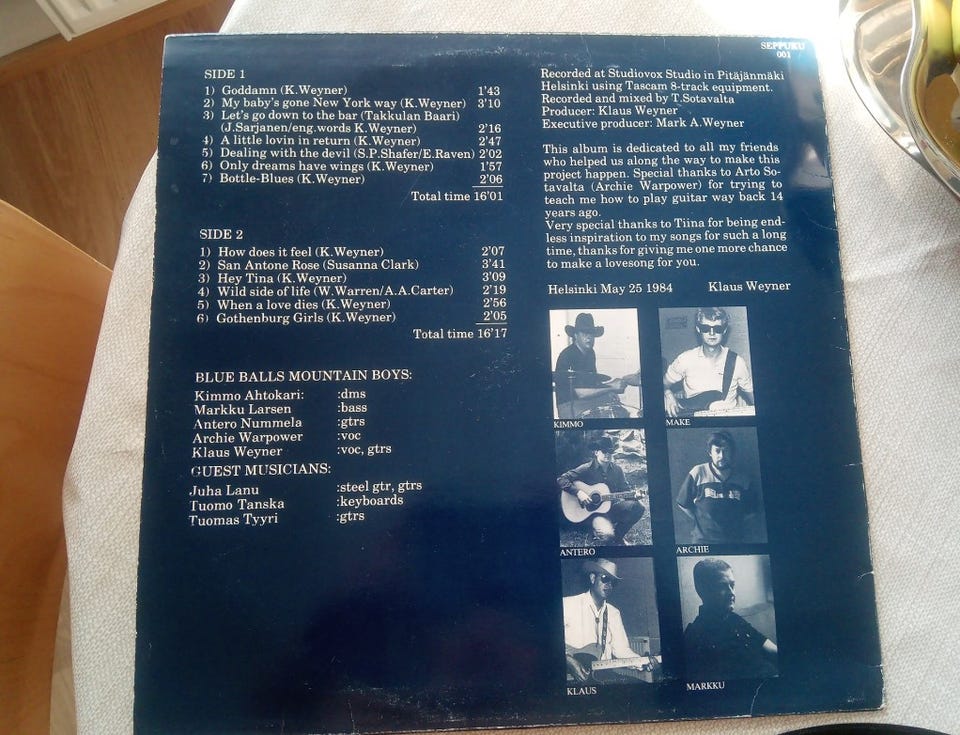 SEPPUKU
001
SIDE 1
1) Goddamn (K.Weyner) 1'43
2) My baby's gone New York way (K.Weyner) 3'10
3) Let's go down to the bar (Takkulan Baari)
(J.Sarjanen/eng.words K.Weyner) 2'16
4) A little lovin in return (K.Weyner) 2'47
5) Dealing with the devil (S.P.Shafer/E.Raven) 2'02
6) Only dreams have wings (K.Weyner) 1'57
7) Bottle-Blues (K.Weyner) 2'06
Total time 16'01
SIDE 2
1) How does it feel (K.Weyner) 2'07
2) San Antone Rose (Susanna Clark) 3'41
3) Hey Tina (K.Weyner) 3'09
4) Wild side of life (W.Warren/A.A.Carter) 2'19
5) When a love dies (K.Weyner) 2'56
6) Gothenburg Girls (K.Weyner) 2'05
Total time 16'17
BLUE BALLS MOUNTAIN BOYS:
Kimmo Ahtokari: :dms
Markku Larsen :bass
Antero Nummela :gtrs
Archie Warpower :voc
Klaus Weyner :voc, gtrs
GUEST MUSICIANS:
Juha Lanu :steel gtr, gtrs
Tuomo Tanska :keyboards
Tuomas Tyyri :gtrs
Recorded at Studiovox Studio in Pitäjänmäki
Helsinki using Tascam 8-track equipment.
Recorded and mixed by T.Sotavalta
Producer: Klaus Weyner
Executive producer: Mark A.Weyner
This album is dedicated to all my friends
who helped us along the way to make this
project happen. Special thanks to Arto So-
tavalta (Archie Warpower) for trying to
teach me how to play guitar way back 14
years ago.
Very special thanks to Tiina for being end-
less inspiration to my songs for such a long
time, thanks for giving me one more chance
to make a lovesong for you.
Helsinki May 25 1984 Klaus Weyner
KIMMO MAKE
ANTERO ARCHIE
KLAUS MARKKU